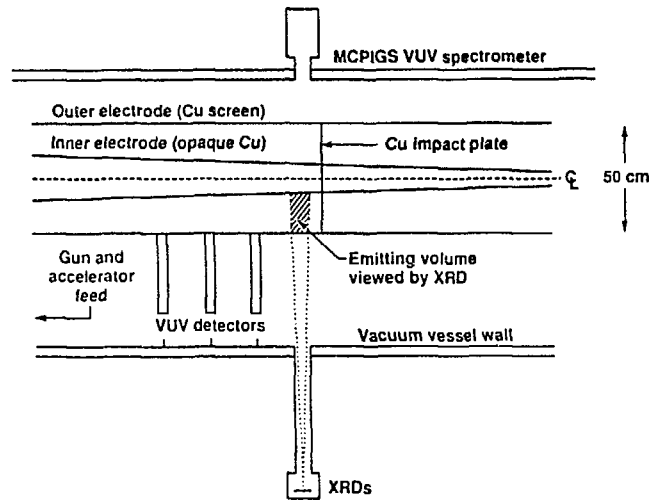 MCPIGS VUV spectrometer
Outer electrode (Cu screen)
Inner electrode (opaque Cu)
Cu impact plate
℄
50 cm
Emitting volume
viewed by XRD
Gun and
accelerator
feed
VUV detectors
Vacuum vessel wall
XRDs